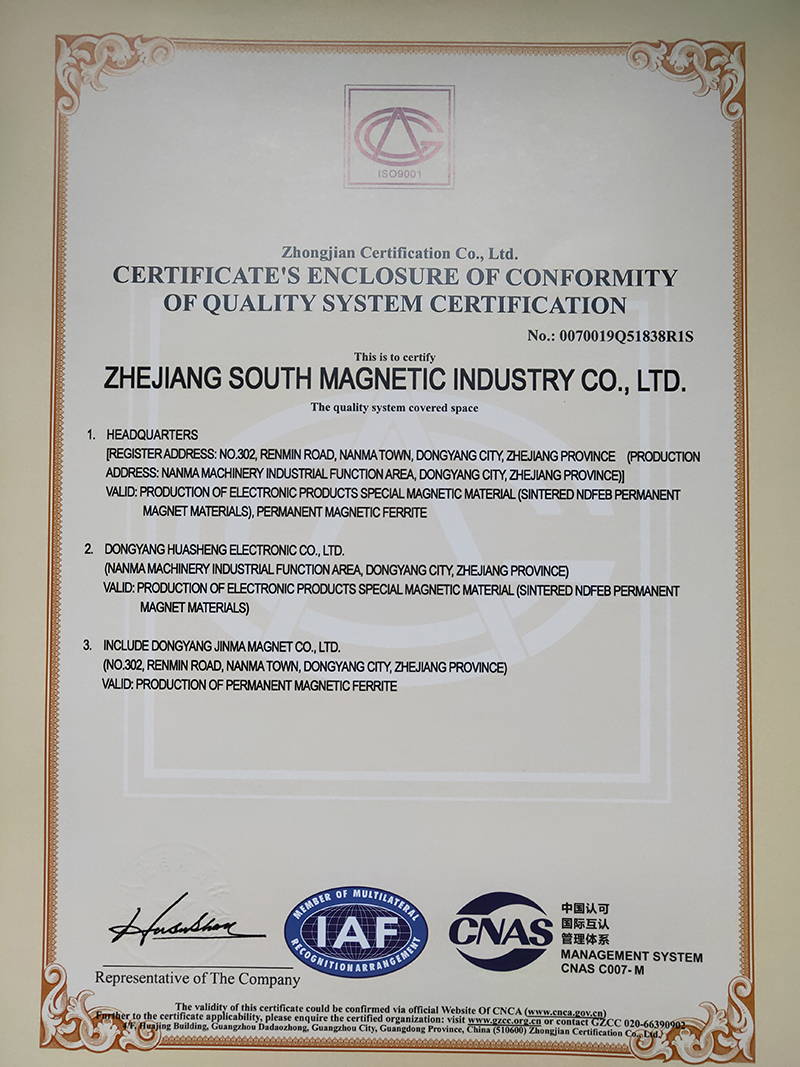 ISO9001
Zhongjian Certification Co., Ltd.
CERTIFICATE'S ENCLOSURE OF CONFORMITY
OF QUALITY SYSTEM CERTIFICATION
No.: 0070019Q51838R1S
This is to certify
ZHEJIANG SOUTH MAGNETIC INDUSTRY CO., LTD.
The quality system covered space
1. HEADQUARTERS
[REGISTER ADDRESS: NO.302, RENMIN ROAD, NANMA TOWN, DONGYANG CITY, ZHEJIANG PROVINCE (PRODUCTION
ADDRESS: NANMA MACHINERY INDUSTRIAL FUNCTION AREA, DONGYANG CITY, ZHEJIANG PROVINCE)]
VALID: PRODUCTION OF ELECTRONIC PRODUCTS SPECIAL MAGNETIC MATERIAL (SINTERED NDFEB PERMANENT
MAGNET MATERIALS), PERMANENT MAGNETIC FERRITE
2. DONGYANG HUASHENG ELECTRONIC CO., LTD.
(NANMA MACHINERY INDUSTRIAL FUNCTION AREA, DONGYANG CITY, ZHEJIANG PROVINCE)
VALID: PRODUCTION OF ELECTRONIC PRODUCTS SPECIAL MAGNETIC MATERIAL (SINTERED NDFEB PERMANENT
MAGNET MATERIALS)
3. INCLUDE DONGYANG JINMA MAGNET CO., LTD.
(NO.302, RENMIN ROAD, NANMA TOWN, DONGYANG CITY, ZHEJIANG PROVINCE)
VALID: PRODUCTION OF PERMANENT MAGNETIC FERRITE
MEMBER OF MULTILATERAL
IAF
RECOGNITION ARRANGEMENT
CNAS
中国认可
国际互认
管理体系
MANAGEMENT SYSTEM
CNAS C007-M
Representative of The Company
The validity of this certificate could be confirmed via official Website Of CNCA (www.cnca.gov.cn)
Further to the certificate applicability, please enquire the certified organization: visit www.gzcc.org.cn or contact GZCC 020-66390902
4/F, Huajing Building, Guangzhou Dadaozhong, Guangzhou City, Guangdong Province, China (510600) Zhongjian Certification Co., Ltd.